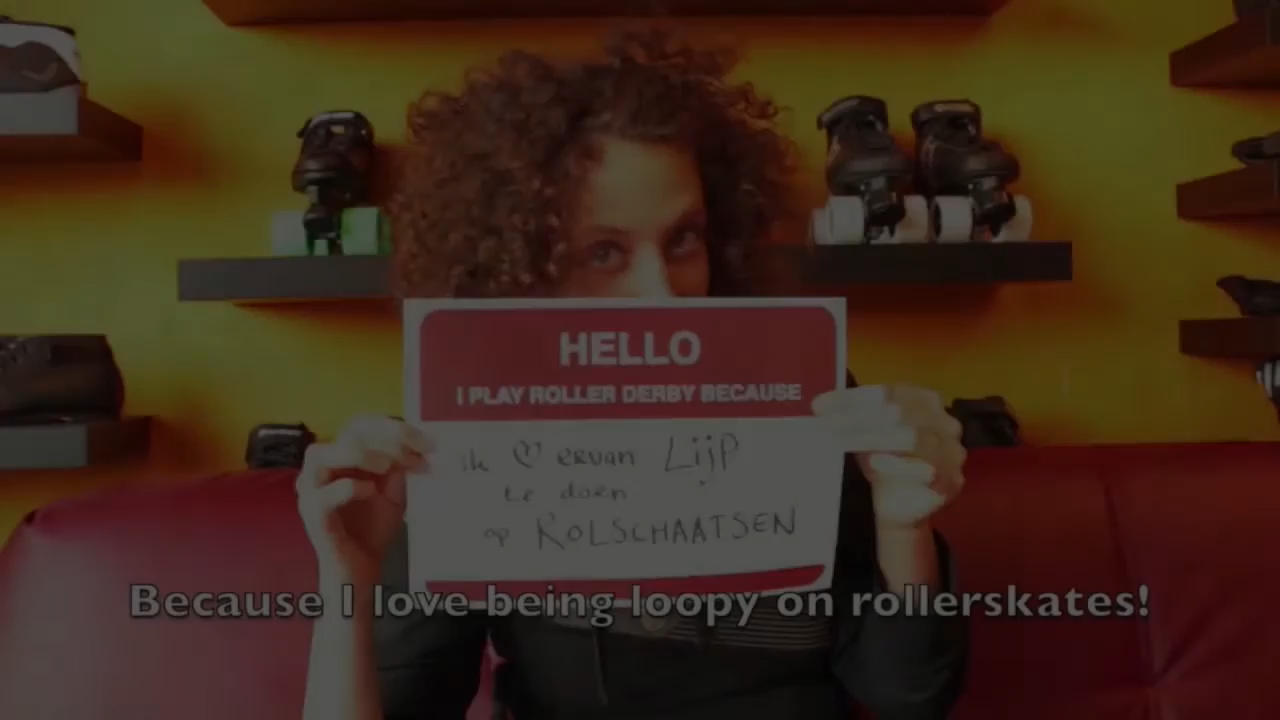 HELLO
I PLAY ROLLER DERBY BECAUSE
ik ♡ ervan Lijp
te doen
op ROLSCHAATSEN
Because I love being loopy on rollerskates!